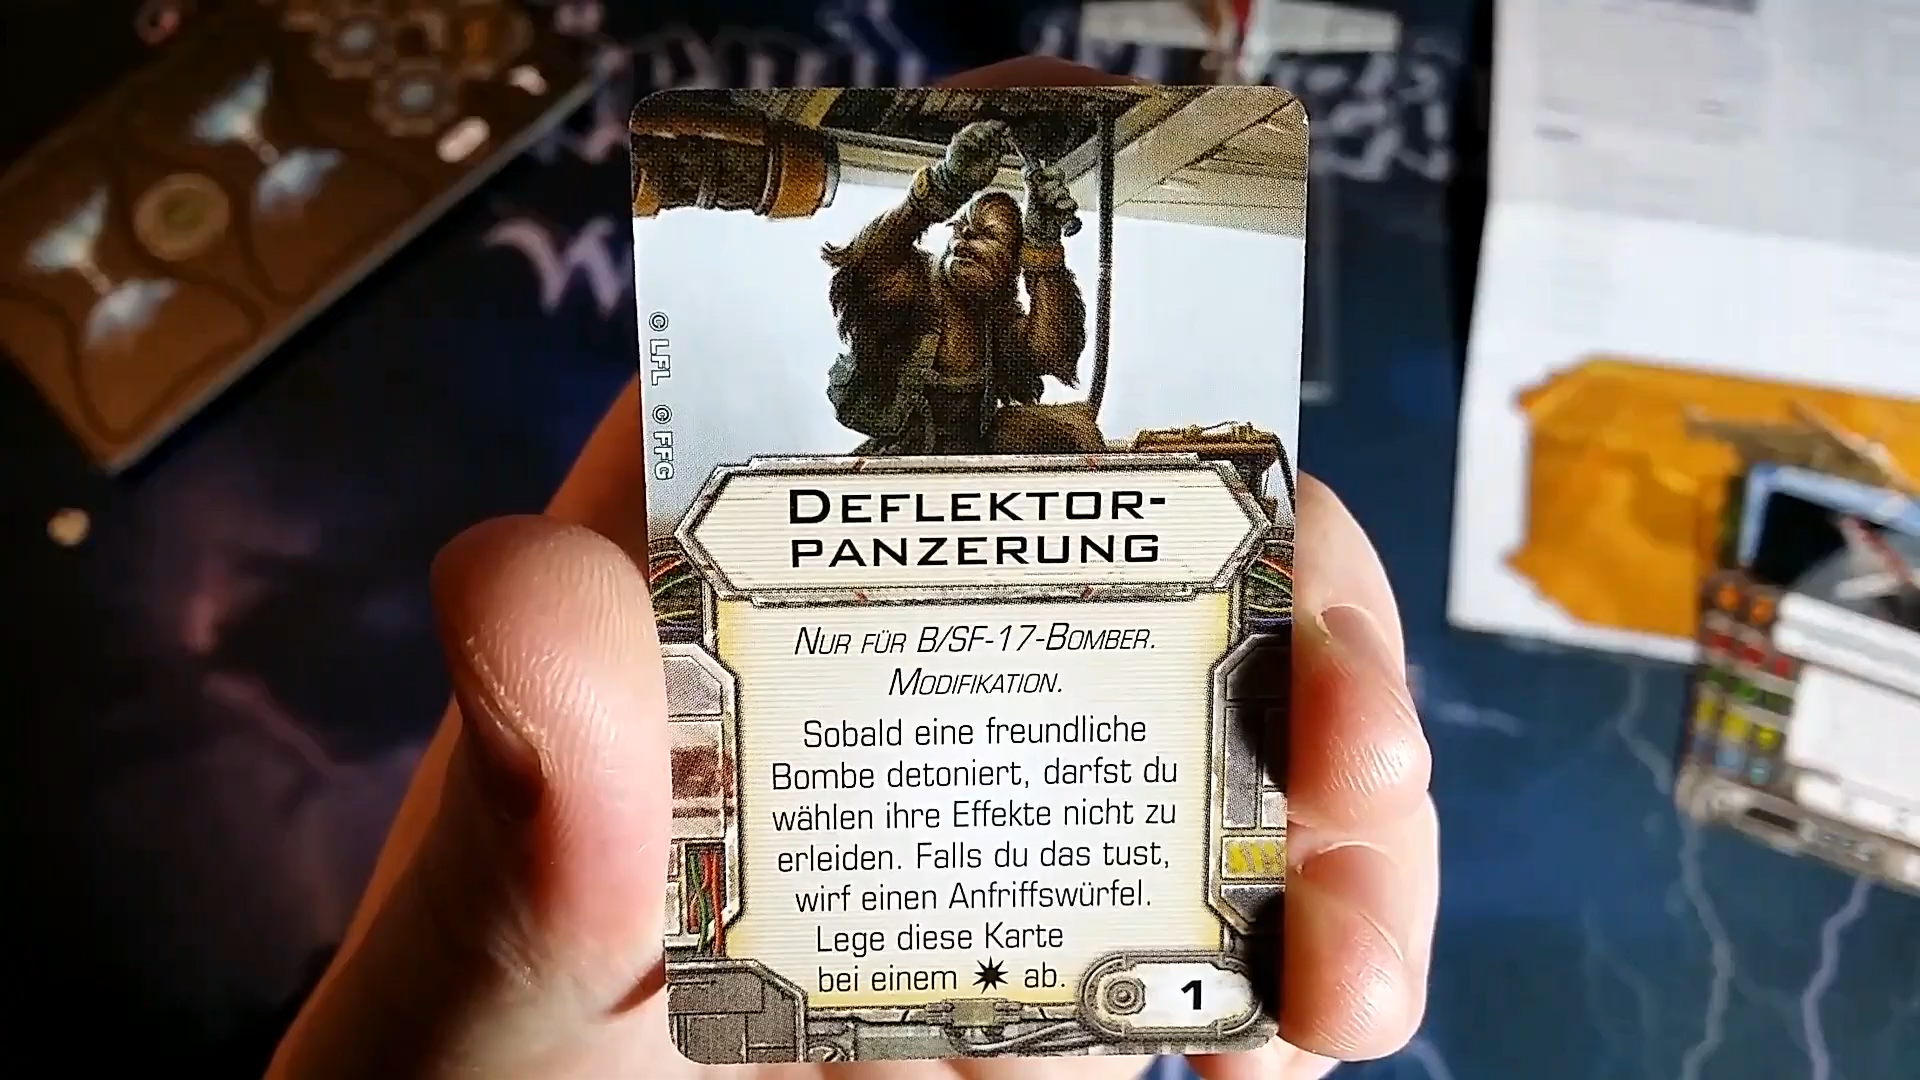 © LFL © FFG
DEFLEKTOR-
PANZERUNG
NUR FÜR B/SF-17-BOMBER.
MODIFIKATION.
Sobald eine freundliche
Bombe detoniert, darfst du
wählen ihre Effekte nicht zu
erleiden. Falls du das tust,
wirf einen Anfriffswürfel.
Lege diese Karte
bei einem ab.
1